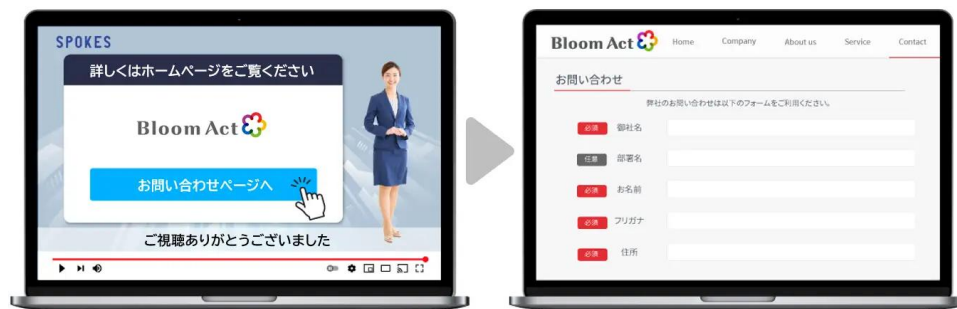 SPOKES
詳しくはホームページをご覧ください
Bloom Act
お問い合わせページへ
ご視聴ありがとうございました
Bloom Act
Home Company About us Service Contact
お問い合わせ
弊社のお問い合わせは以下のフォームをご利用ください。
必須 御社名
任意 部署名
必須 お名前
必須 フリガナ
必須 住所